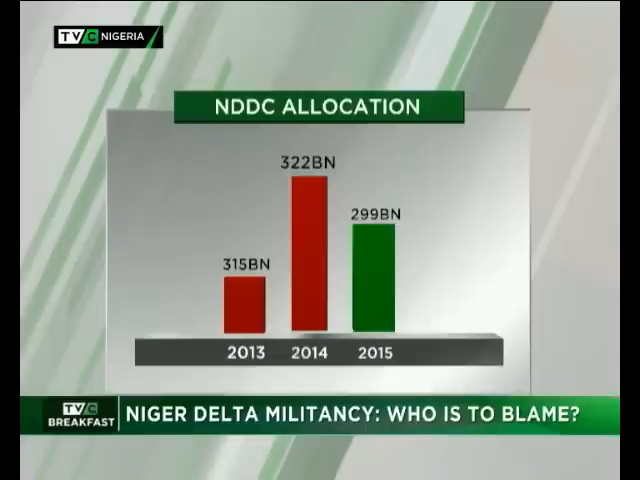 TVC NIGERIA
NDDC ALLOCATION
322BN
299BN
315BN
2013 2014 2015
TVC
BREAKFAST
NIGER DELTA MILITANCY: WHO IS TO BLAME?